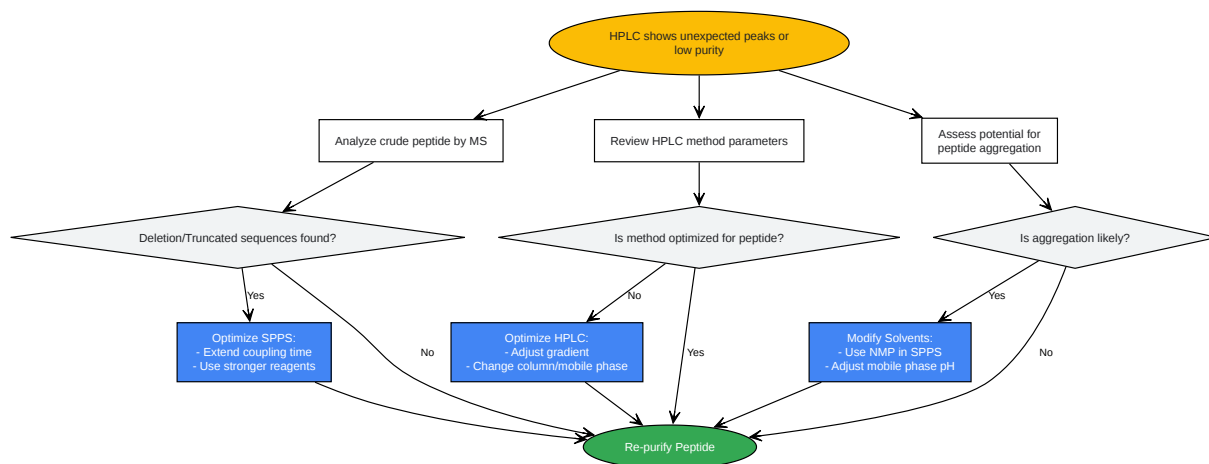 HPLC shows unexpected peaks or
low purity
Analyze crude peptide by MS
Review HPLC method parameters
Assess potential for
peptide aggregation
Deletion/Truncated sequences found?
Is method optimized for peptide?
Is aggregation likely?
Yes
No
Yes
Optimize SPPS:
- Extend coupling time
- Use stronger reagents
No
Optimize HPLC:
- Adjust gradient
- Change column/mobile phase
Yes
Modify Solvents:
- Use NMP in SPPS
- Adjust mobile phase pH
No
Re-purify Peptide